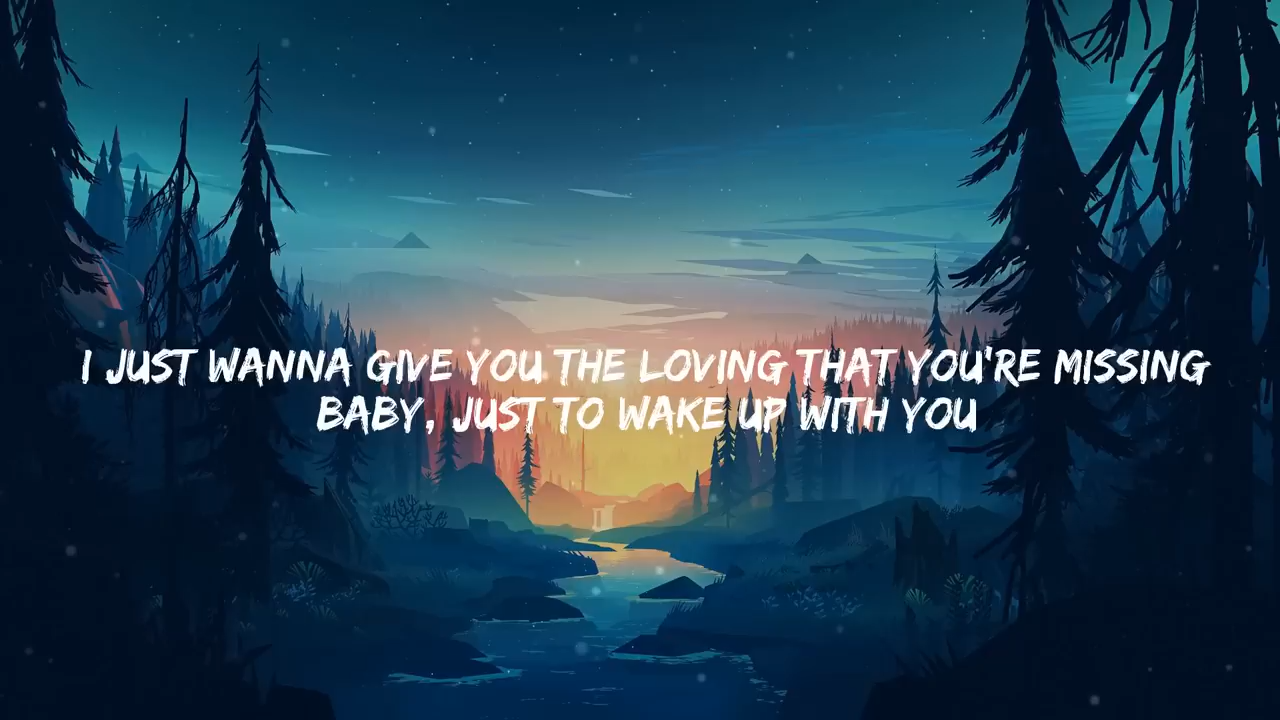 I JUST WANNA GIVE YOU THE LOVING THAT YOU'RE MISSING
BABY, JUST TO WAKE UP WITH YOU